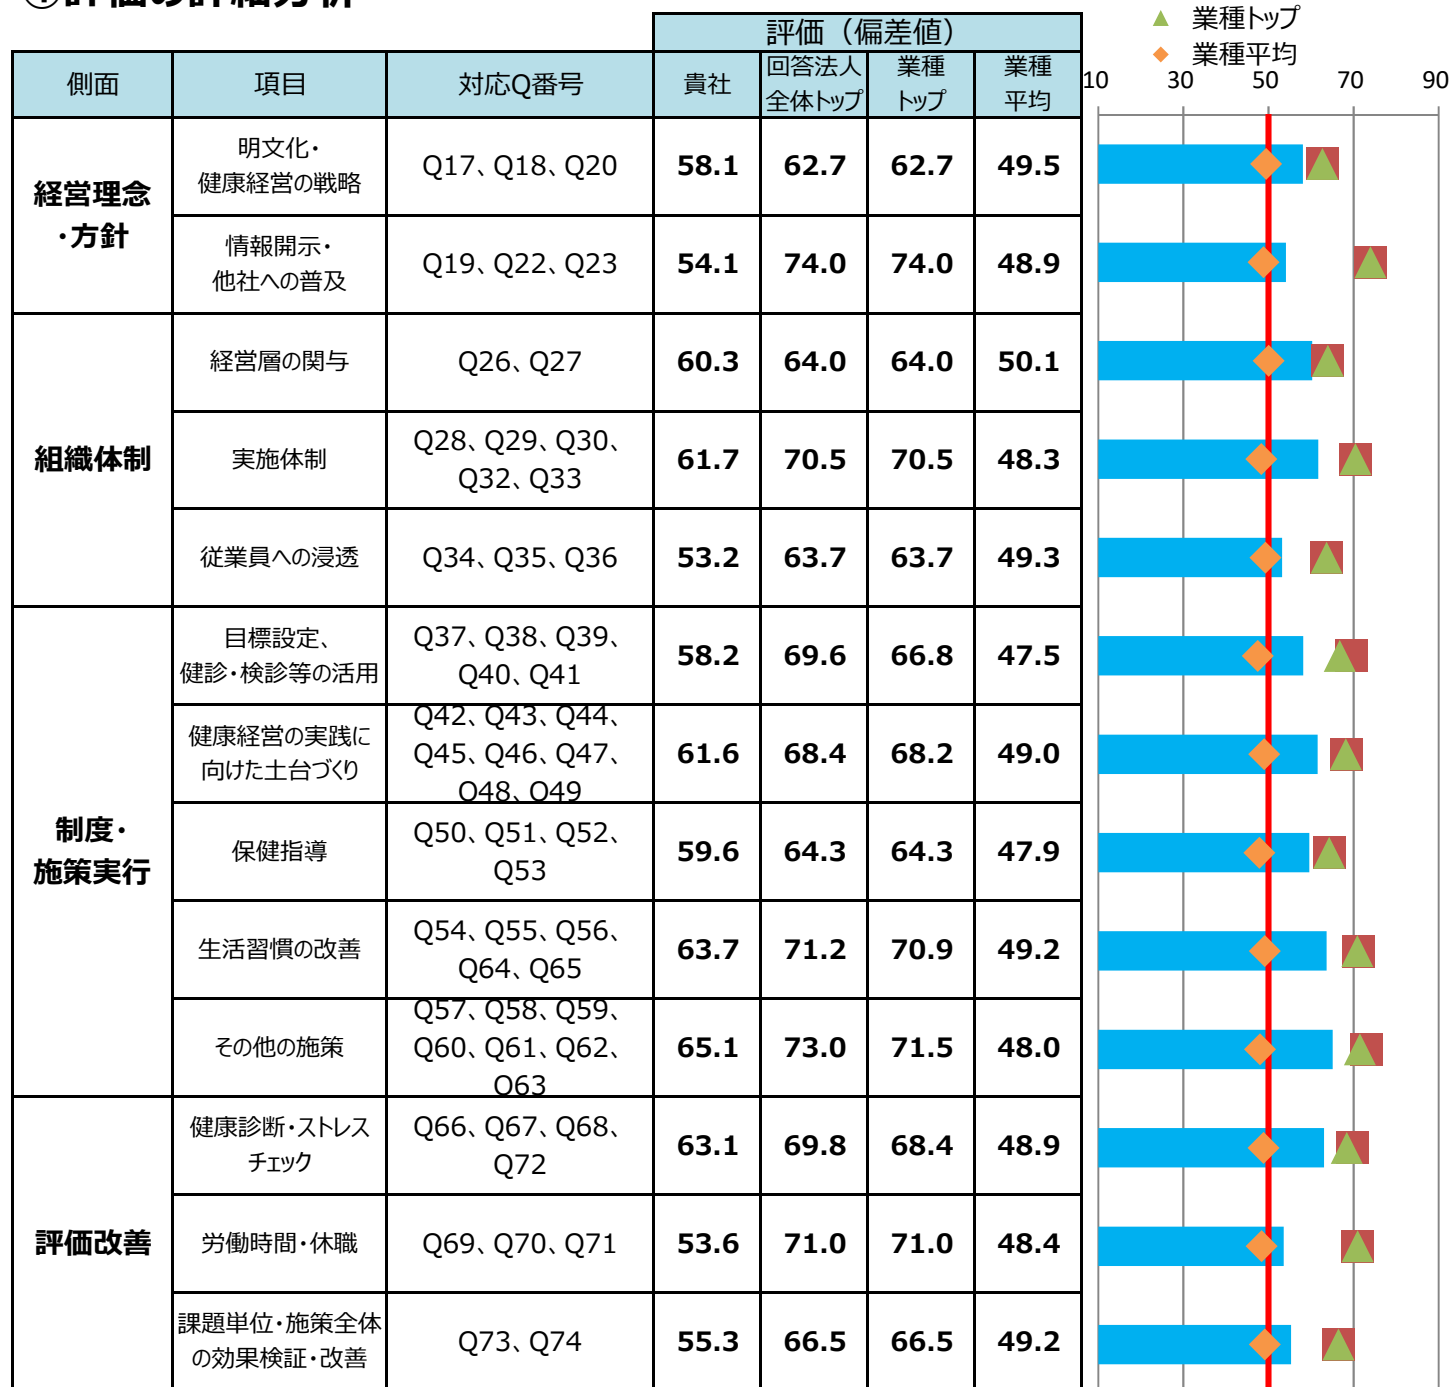 ①評価の詳細分析
▲ 業種トップ
◆ 業種平均
評価（偏差値）
側面 項目 対応Q番号 貴社 回答法人 業種 業種
全体トップ トップ 平均
10 30 50 70 90
経営理念
・方針
明文化・
健康経営の戦略
Q17、Q18、Q20 58.1 62.7 62.7 49.5
情報開示・
他社への普及
Q19、Q22、Q23 54.1 74.0 74.0 48.9
組織体制
経営層の関与 Q26、Q27 60.3 64.0 64.0 50.1
実施体制
Q28、Q29、Q30、
Q32、Q33
61.7 70.5 70.5 48.3
従業員への浸透 Q34、Q35、Q36 53.2 63.7 63.7 49.3
制度・
施策実行
目標設定、
健診・検診等の活用
Q37、Q38、Q39、
Q40、Q41
58.2 69.6 66.8 47.5
健康経営の実践に
向けた土台づくり
Q42、Q43、Q44、
Q45、Q46、Q47、
Q48、Q49
61.6 68.4 68.2 49.0
保健指導
Q50、Q51、Q52、
Q53
59.6 64.3 64.3 47.9
生活習慣の改善
Q54、Q55、Q56、
Q64、Q65
63.7 71.2 70.9 49.2
その他の施策
Q57、Q58、Q59、
Q60、Q61、Q62、
Q63
65.1 73.0 71.5 48.0
評価改善
健康診断・ストレス
チェック
Q66、Q67、Q68、
Q72
63.1 69.8 68.4 48.9
労働時間・休職 Q69、Q70、Q71 53.6 71.0 71.0 48.4
課題単位・施策全体
の効果検証・改善
Q73、Q74 55.3 66.5 66.5 49.2